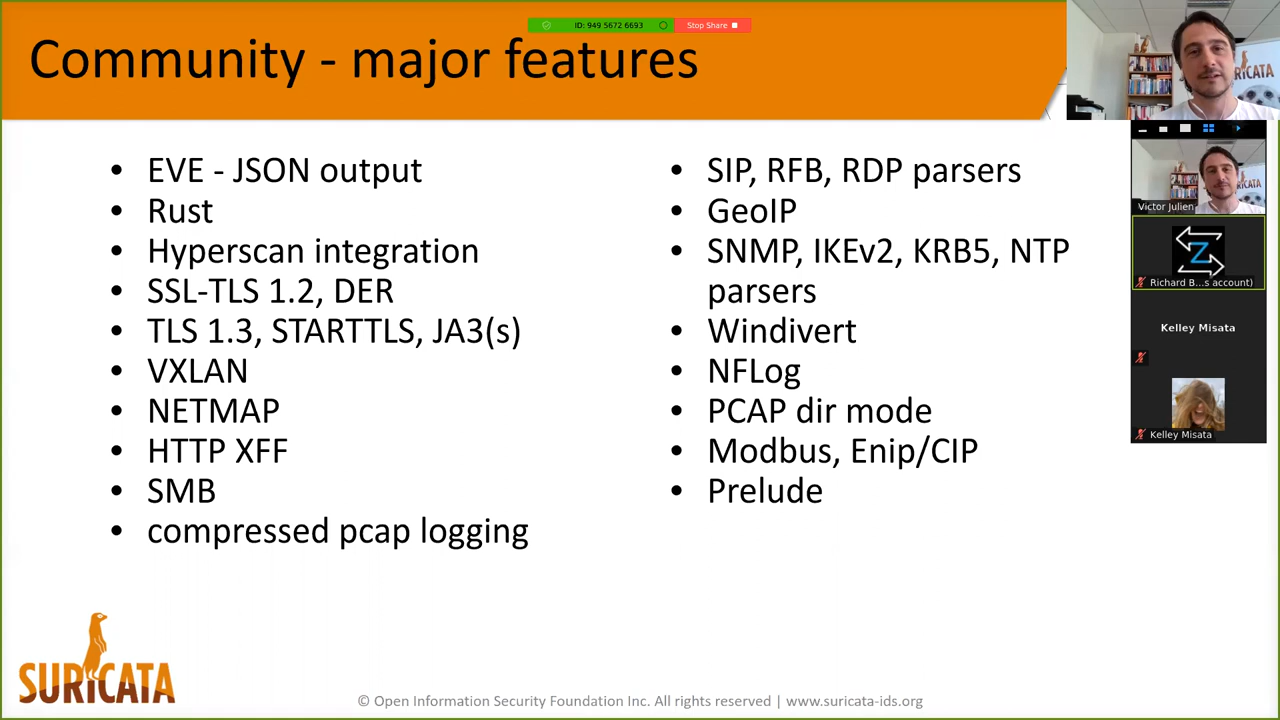 ID: 949 5672 6693
Stop Share
Community - major features
• EVE - JSON output
• Rust
• Hyperscan integration
• SSL-TLS 1.2, DER
• TLS 1.3, STARTTLS, JA3(s)
• VXLAN
• NETMAP
• HTTP XFF
• SMB
• compressed pcap logging
• SIP, RFB, RDP parsers
• GeoIP
• SNMP, IKEv2, KRB5, NTP
parsers
• Windivert
• NFLog
• PCAP dir mode
• Modbus, Enip/CIP
• Prelude
RICATA
Victor Julien
Z
Richard B...s account)
Kelley Misata
Kelley Misata
SURICATA
© Open Information Security Foundation Inc. All rights reserved | www.suricata-ids.org